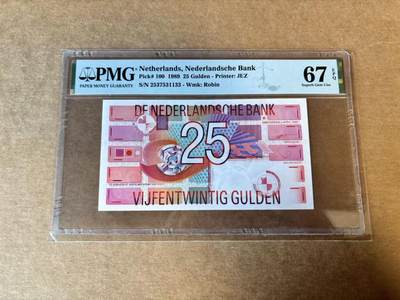 PMG
PAPER MONEY GUARANTY
Netherlands, Nederlandsche Bank
Pick# 100 1989 25 Gulden - Printer: JEZ
S/N 2537531133 - Wmk: Robin
67 EPQ
Superb Gem Unc
DE NEDERLANDSCHE BANK
25
VIJFENTWINTIG GULDEN